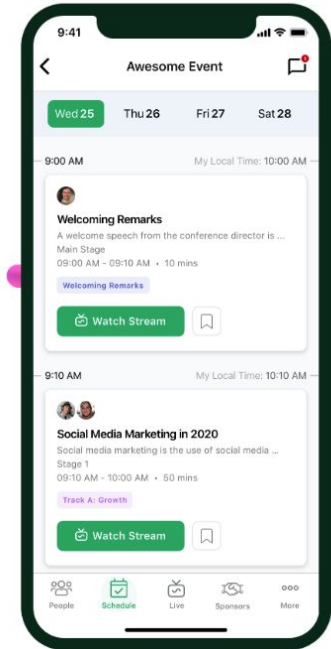 9:41
Awesome Event
Wed 25 Thu 26 Fri 27 Sat 28
9:00 AM My Local Time: 10:00 AM
Welcoming Remarks
A welcome speech from the conference director is ...
Main Stage
09:00 AM - 09:10 AM • 10 mins
Welcoming Remarks
Watch Stream
9:10 AM My Local Time: 10:10 AM
Social Media Marketing in 2020
Social media marketing is the use of social media ...
Stage 1
09:10 AM - 10:00 AM • 50 mins
Track A: Growth
Watch Stream
People Schedule Live Sponsors More